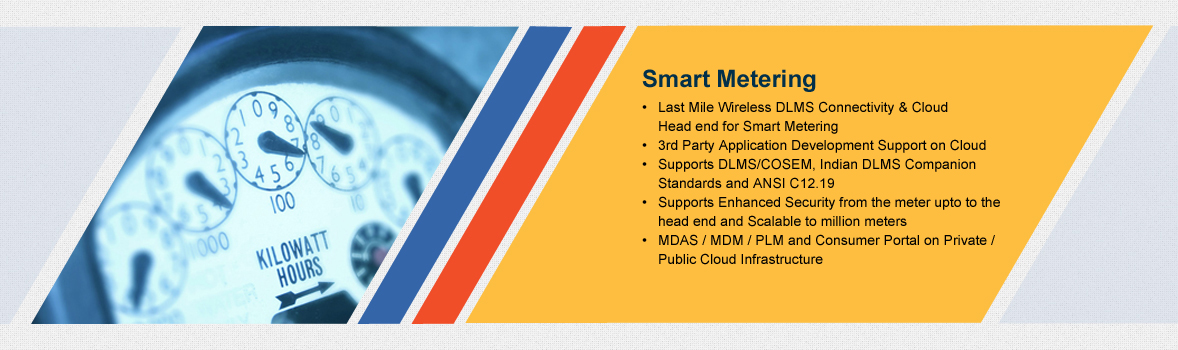 Smart Metering
• Last Mile Wireless DLMS Connectivity & Cloud
Head end for Smart Metering
• 3rd Party Application Development Support on Cloud
• Supports DLMS/COSEM, Indian DLMS Companion
Standards and ANSI C12.19
• Supports Enhanced Security from the meter upto to the
head end and Scalable to million meters
• MDAS / MDM / PLM and Consumer Portal on Private /
Public Cloud Infrastructure
1 0 9 8 7 6 5 4 3 2
1000
100
10
KILOWATT
HOURS